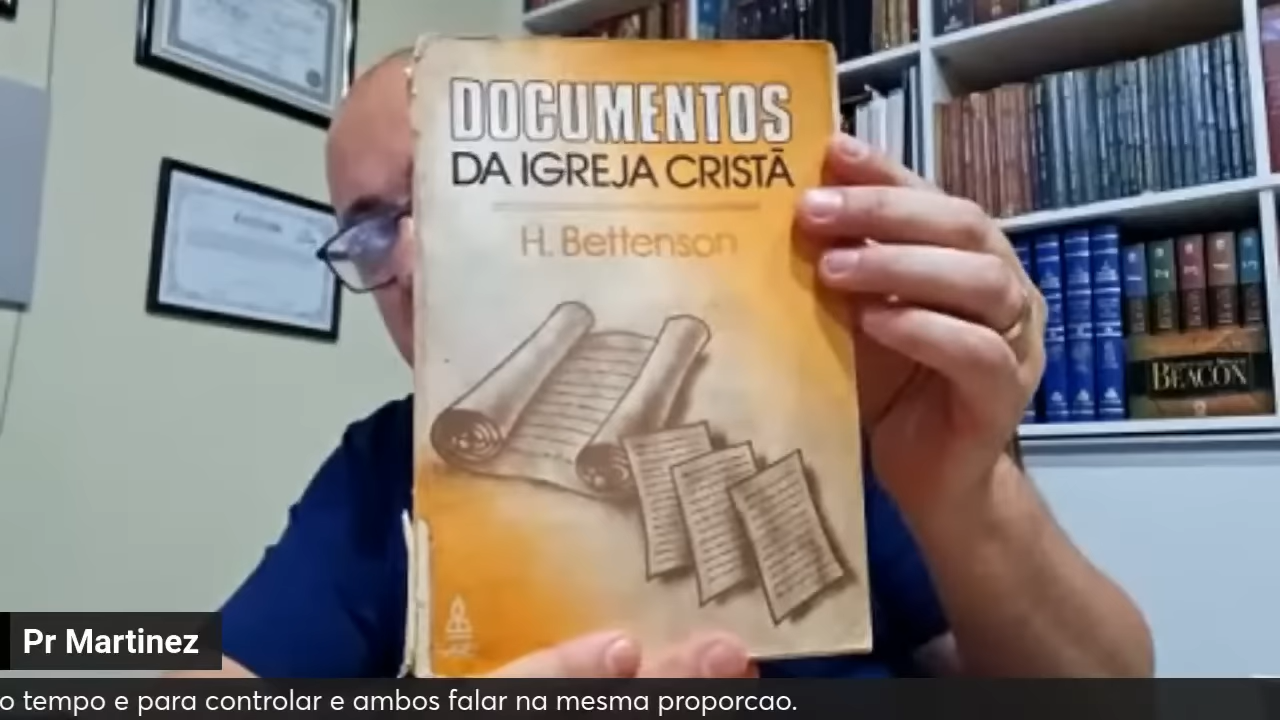 DOCUMENTOS
DA IGREJA CRISTÃ
H. Bettenson
BEACON
Pr Martinez
o tempo e para controlar e ambos falar na mesma proporcao.